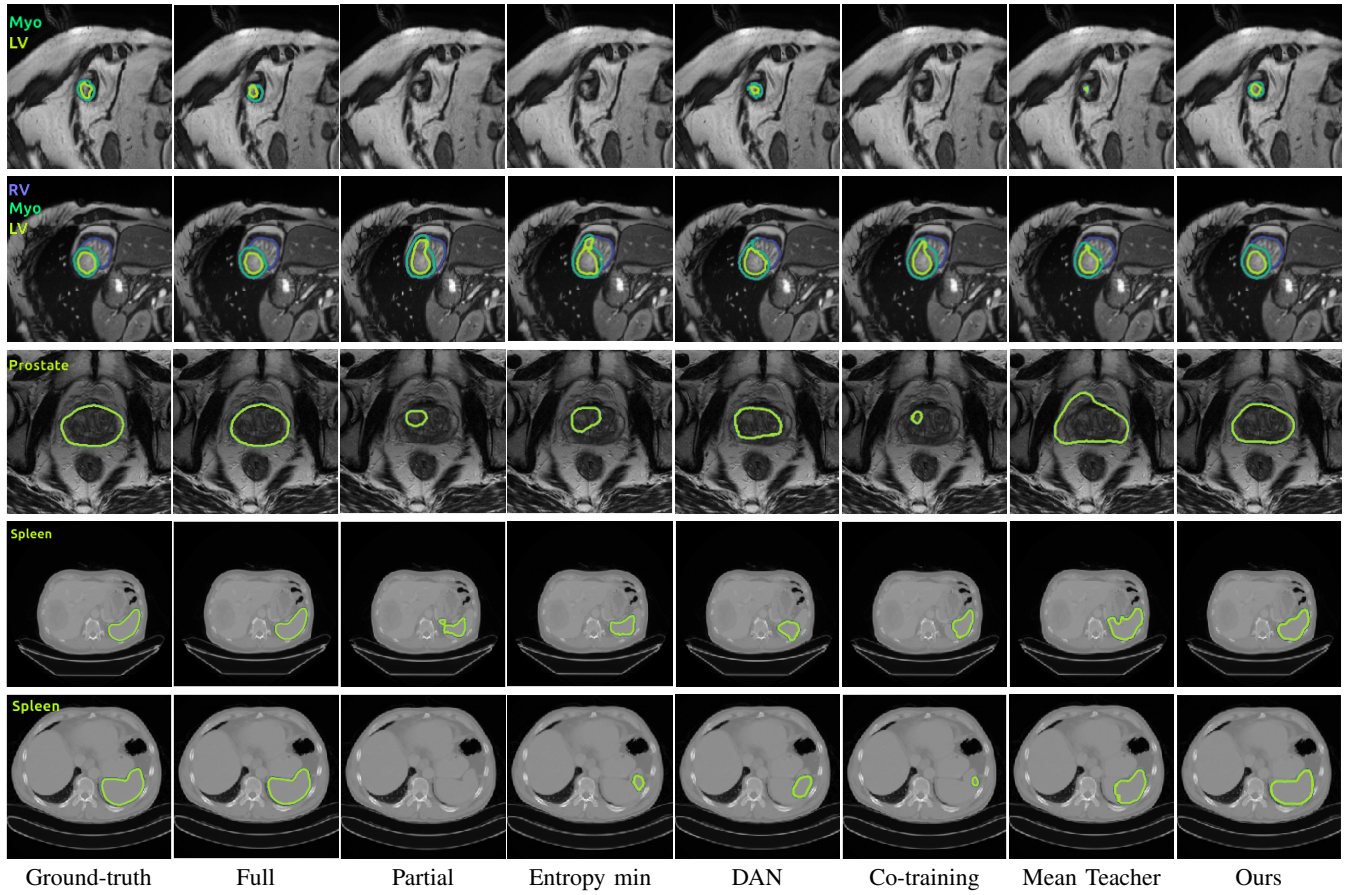 Myo
LV
RV
Myo
LV
Prostate
Spleen
Spleen
Ground-truth Full Partial Entropy min DAN Co-training Mean Teacher Ours